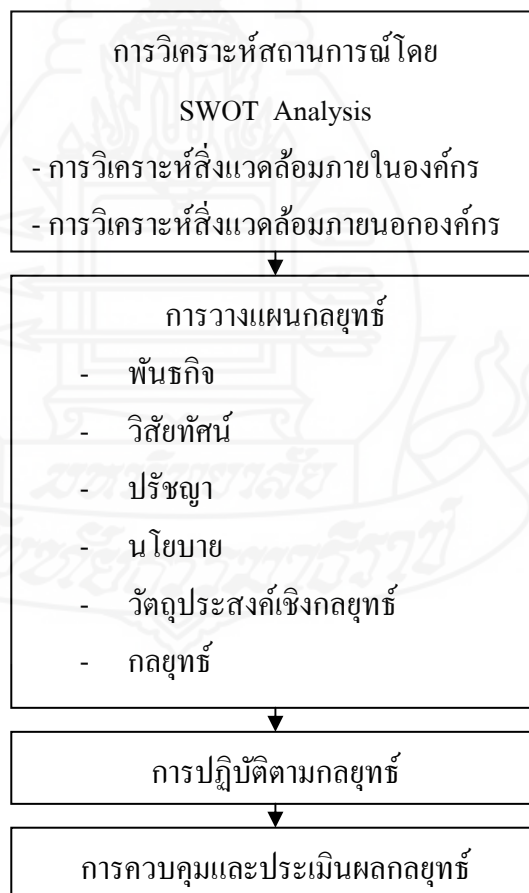 การวิเคราะห์สถานการณ์โดย
SWOT Analysis
- การวิเคราะห์สิ่งแวดล้อมภายในองค์กร
- การวิเคราะห์สิ่งแวดล้อมภายนอกองค์กร
การวางแผนกลยุทธ์
- พันธกิจ
- วิสัยทัศน์
- ปรัชญา
- นโยบาย
- วัตถุประสงค์เชิงกลยุทธ์
- กลยุทธ์
การปฏิบัติตามกลยุทธ์
การควบคุมและประเมินผลกลยุทธ์